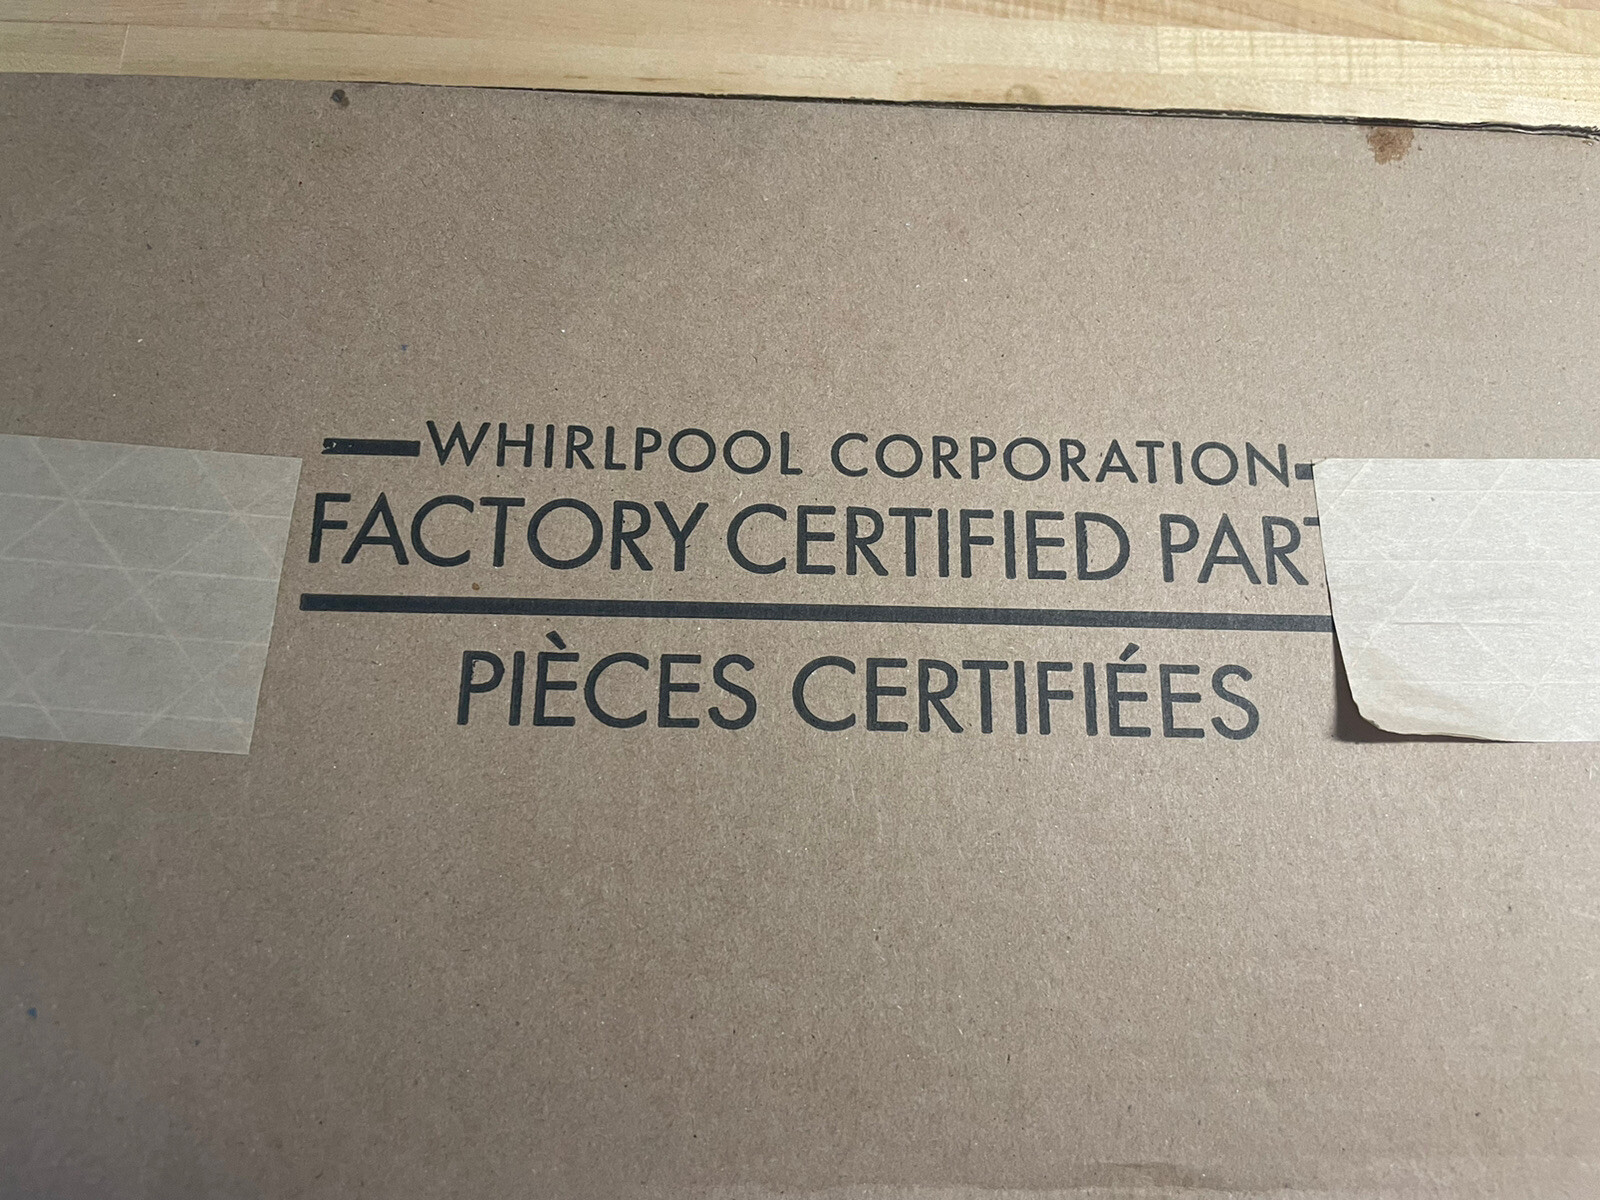 WHIRLPOOL CORPORATION
FACTORY CERTIFIED PART
PIÈCES CERTIFIÉES